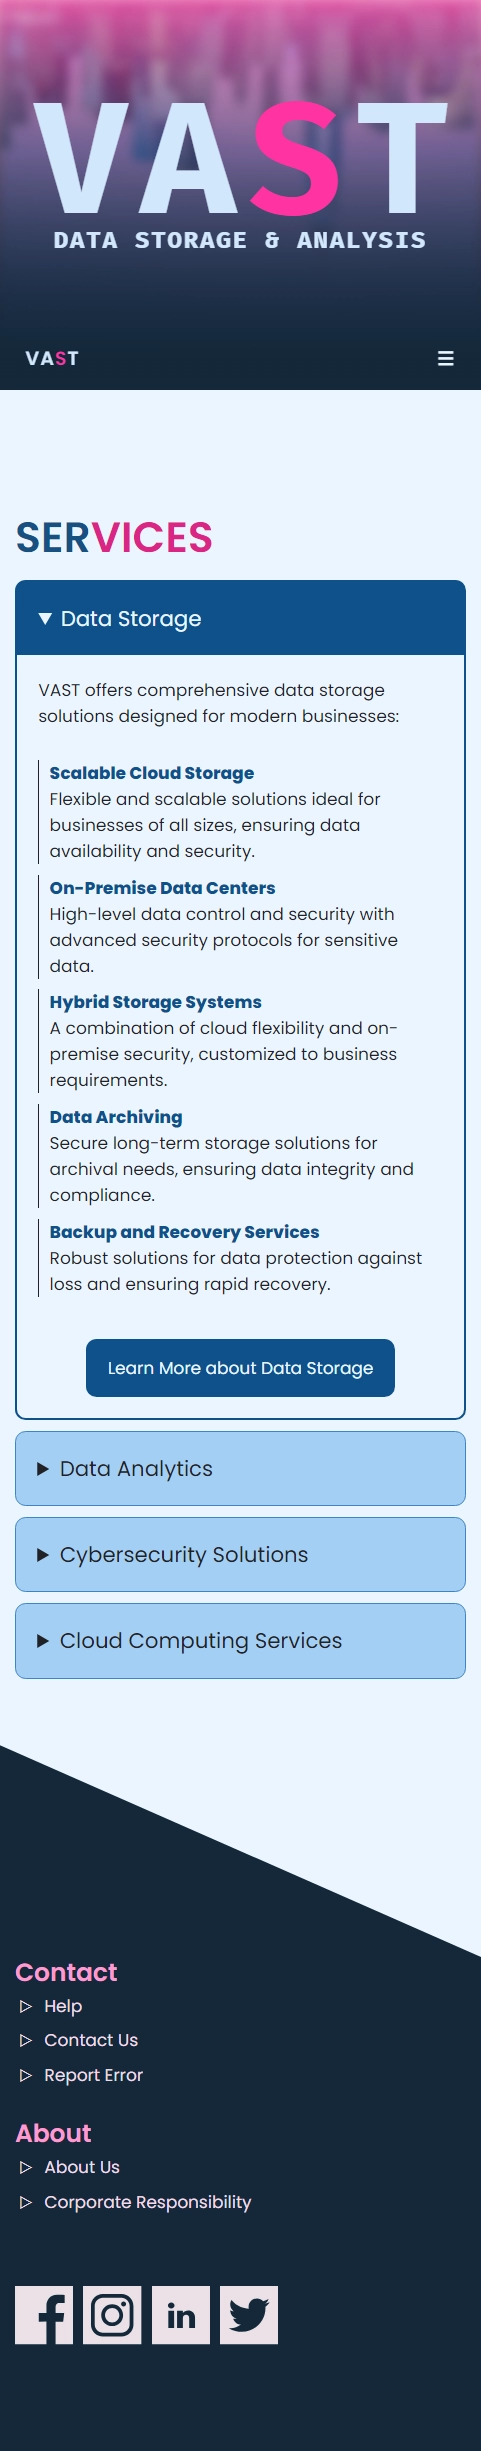 VAST
DATA STORAGE & ANALYSIS
VAST
SERVICES
Data Storage
VAST offers comprehensive data storage
solutions designed for modern businesses:
Scalable Cloud Storage
Flexible and scalable solutions ideal for
businesses of all sizes, ensuring data
availability and security.
On-Premise Data Centers
High-level data control and security with
advanced security protocols for sensitive
data.
Hybrid Storage Systems
A combination of cloud flexibility and on-
premise security, customized to business
requirements.
Data Archiving
Secure long-term storage solutions for
archival needs, ensuring data integrity and
compliance.
Backup and Recovery Services
Robust solutions for data protection against
loss and ensuring rapid recovery.
Learn More about Data Storage
Data Analytics
Cybersecurity Solutions
Cloud Computing Services
Contact
Help
Contact Us
Report Error
About
About Us
Corporate Responsibility